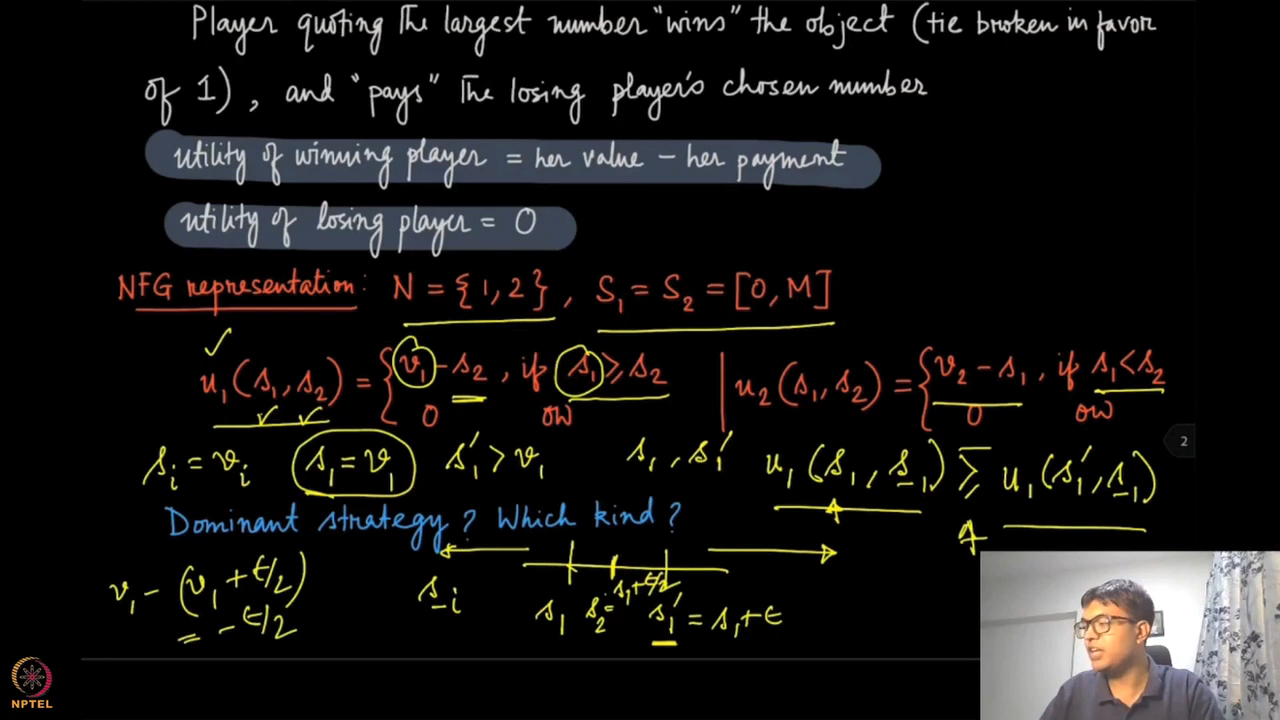 Player quoting the largest number "wins" the object (tie broken in favor
of 1), and "pays" the losing player's chosen number
utility of winning player = her value - her payment
utility of losing player = 0
NFG representation: N = {1, 2}, S₁ = S₂ = [0, M]
✓
u₁(s₁, s₂) = { v₁ - s₂, if s₁ ≥ s₂ | u₂(s₁, s₂) = { v₂ - s₁, if s₁ < s₂
0 ow 0 ow
sᵢ = vᵢ s₁ = v₁ s₁' > v₁ s₁, s₁' u₁(s₁, s₋₁) ≥ u₁(s₁', s₋₁)
2
Dominant strategy? Which kind?
v₁ - (v₁ + ε/2)
= - ε/2
s₋ᵢ s₁ s₂ = s₁ + ε/2 s₁' = s₁ + ε
NPTEL